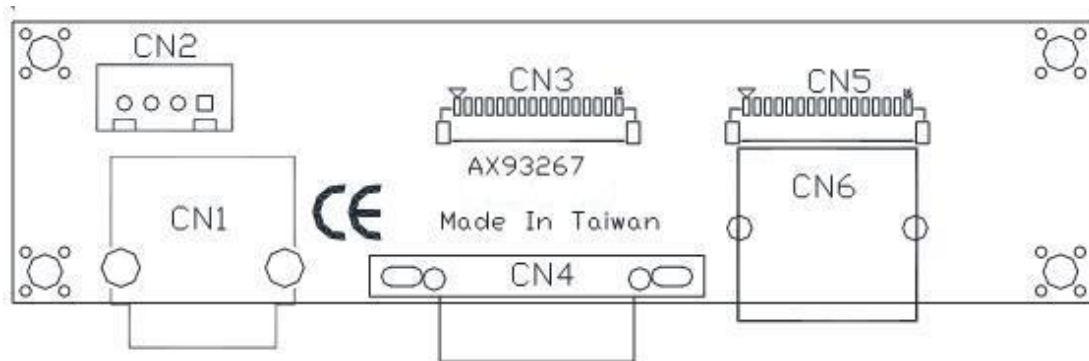 CN2
CN3
16
CN5
16
AX93267
CN6
CN1
CE
Made In Taiwan
CN4